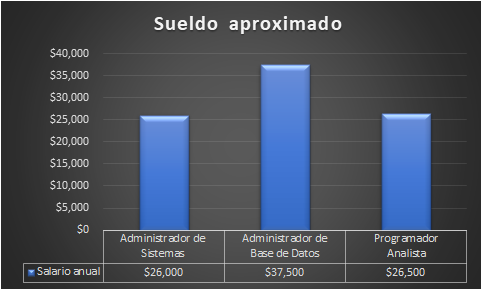 Sueldo aproximado
$40,000
$35,000
$30,000
$25,000
$20,000
$15,000
$10,000
$5,000
$0
Administrador de Sistemas
Administrador de Base de Datos
Programador Analista
Salario anual $26,000 $37,500 $26,500